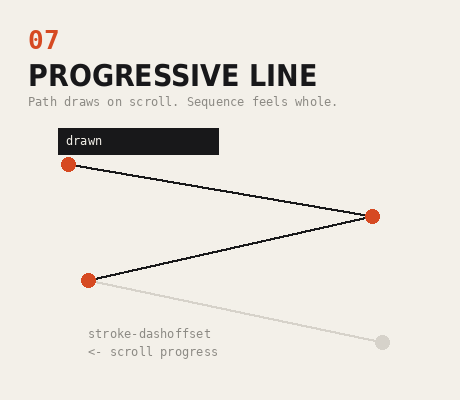 07
PROGRESSIVE LINE
Path draws on scroll. Sequence feels whole.
drawn
stroke-dashoffset
<- scroll progress